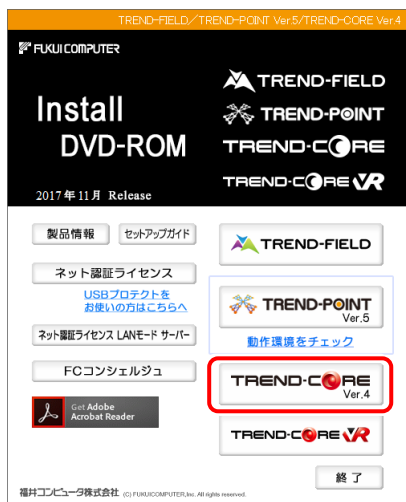 TREND-FIELD／TREND-POINT Ver.5/TREND-CORE Ver.4
FUKUI COMPUTER
Install
DVD-ROM
2017年11月 Release
TREND-FIELD
TREND-POINT
TREND-CORE
TREND-CORE VR
製品情報
セットアップガイド
ネット認証ライセンス
USBプロテクトを
お使いの方はこちらへ
ネット認証ライセンス LANモード サーバー
FCコンシェルジュ
Get Adobe
Acrobat Reader
TREND-FIELD
TREND-POINT
Ver.5
動作環境をチェック
TREND-CORE
Ver.4
TREND-CORE VR
終了
福井コンピュータ株式会社 (C) FUKUICOMPUTER,Inc. All rights reserved.